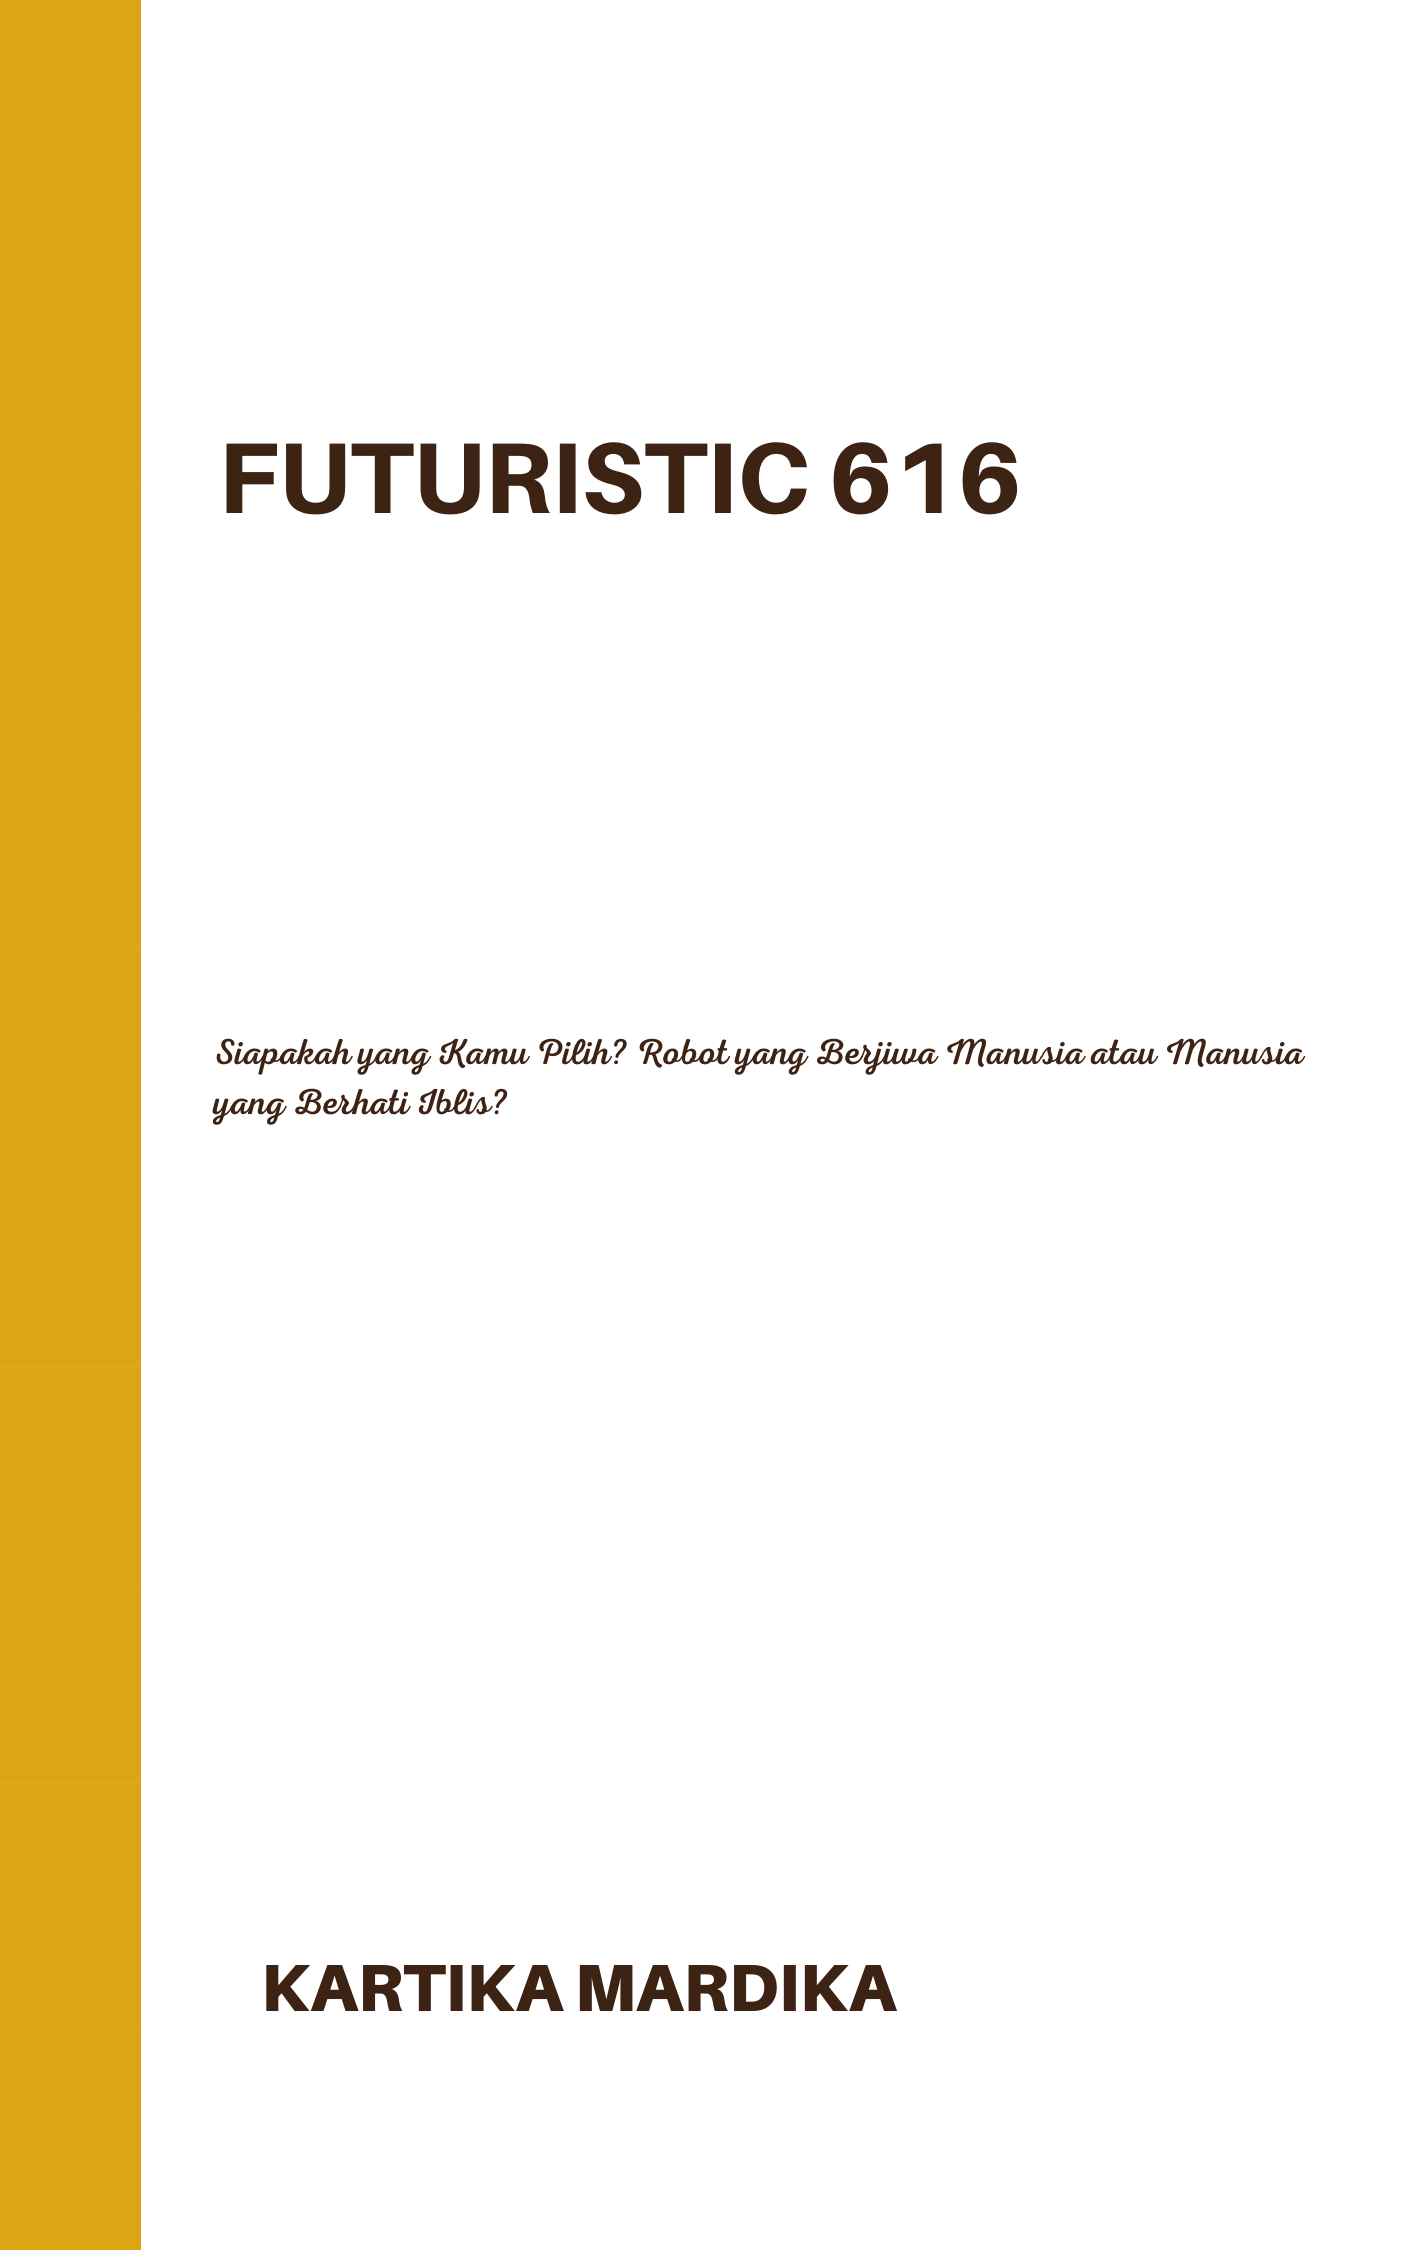 FUTURISTIC 616
Siapakah yang Kamu Pilih? Robot yang Berjiwa Manusia atau Manusia
yang Berhati Iblis?
KARTIKA MARDIKA